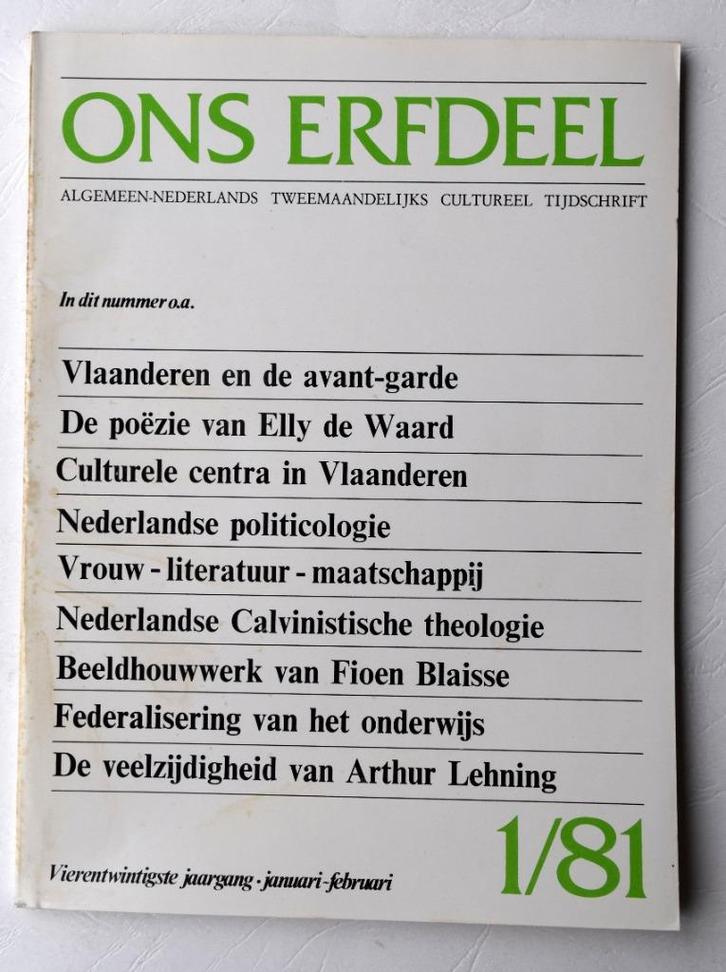 ONS ERFDEEL
ALGEMEEN-NEDERLANDS TWEEMAANDELIJKS CULTUREEL TIJDSCHRIFT
In dit nummer o.a.
Vlaanderen en de avant-garde
De poëzie van Elly de Waard
Culturele centra in Vlaanderen
Nederlandse politicologie
Vrouw - literatuur - maatschappij
Nederlandse Calvinistische theologie
Beeldhouwwerk van Fioen Blaisse
Federalisering van het onderwijs
De veelzijdigheid van Arthur Lehning
Vierentwintigste jaargang · januari-februari
1/81